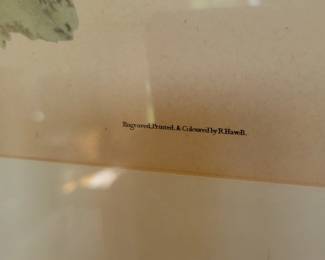 Engraved, Printed, & Coloured by R. Havell.